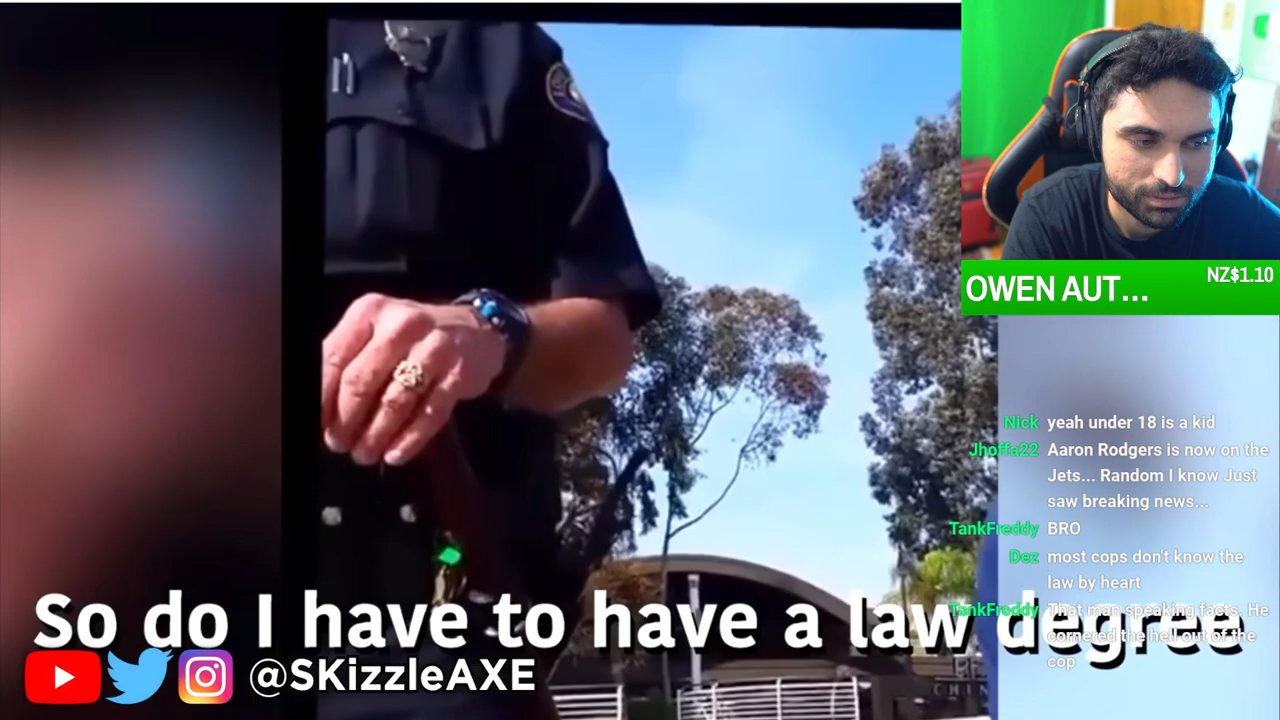 OWEN AUT...
NZ$1.10
Nick yeah under 18 is a kid
Jhoffa22 Aaron Rodgers is now on the
Jets... Random I know Just
saw breaking news...
TankFreddy BRO
Dez most cops don't know the
law by heart
TankFreddy That man speaking facts. He
cornered the hell out of the
cop
So do I have to have a law degree
@SKizzleAXE